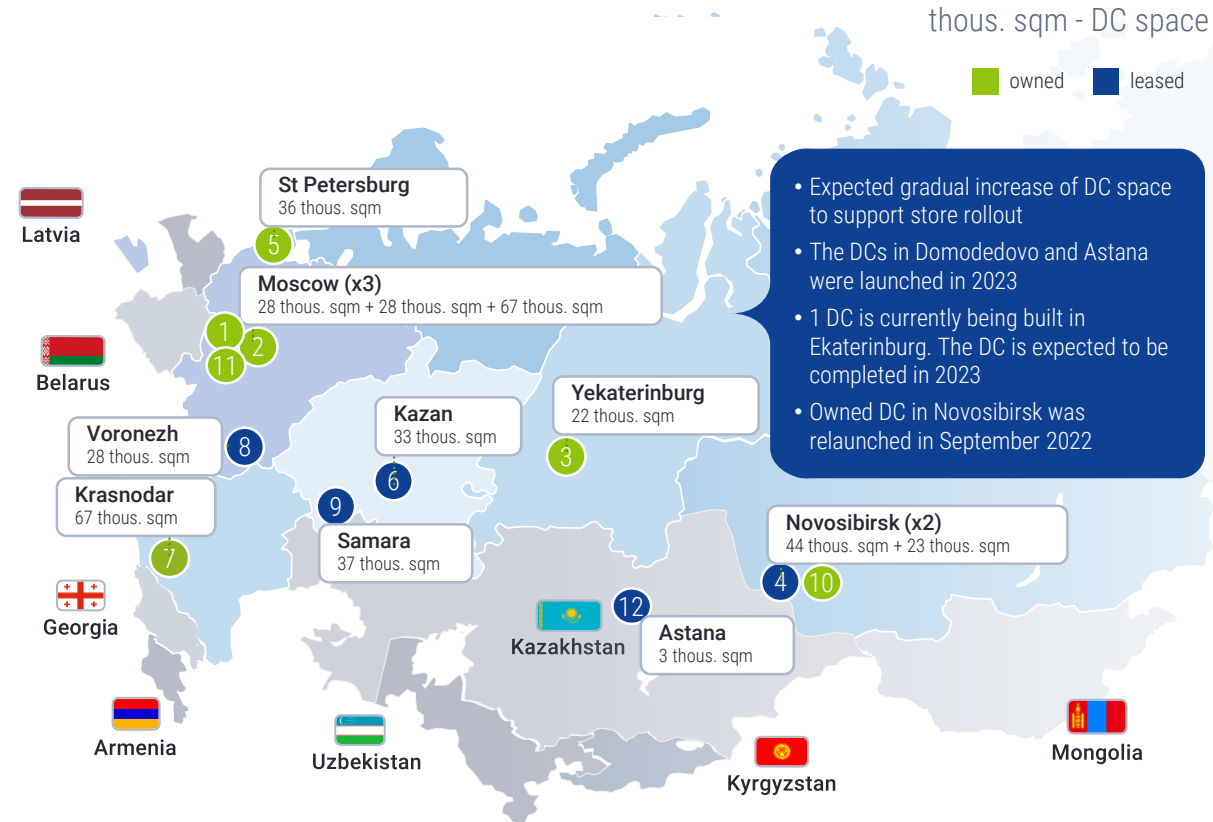 thous. sqm - DC space
owned
leased
• Expected gradual increase of DC space
to support store rollout
• The DCs in Domodedovo and Astana
were launched in 2023
• 1 DC is currently being built in
Ekaterinburg. The DC is expected to be
completed in 2023
• Owned DC in Novosibirsk was
relaunched in September 2022
Latvia
St Petersburg
36 thous. sqm
5
Moscow (x3)
28 thous. sqm + 28 thous. sqm + 67 thous. sqm
1
2
11
Belarus
Yekaterinburg
22 thous. sqm
3
Kazan
33 thous. sqm
6
Voronezh
28 thous. sqm
8
Krasnodar
67 thous. sqm
7
9
Samara
37 thous. sqm
Novosibirsk (x2)
44 thous. sqm + 23 thous. sqm
4
10
Georgia
Kazakhstan
12
Astana
3 thous. sqm
Armenia
Uzbekistan
Kyrgyzstan
Mongolia